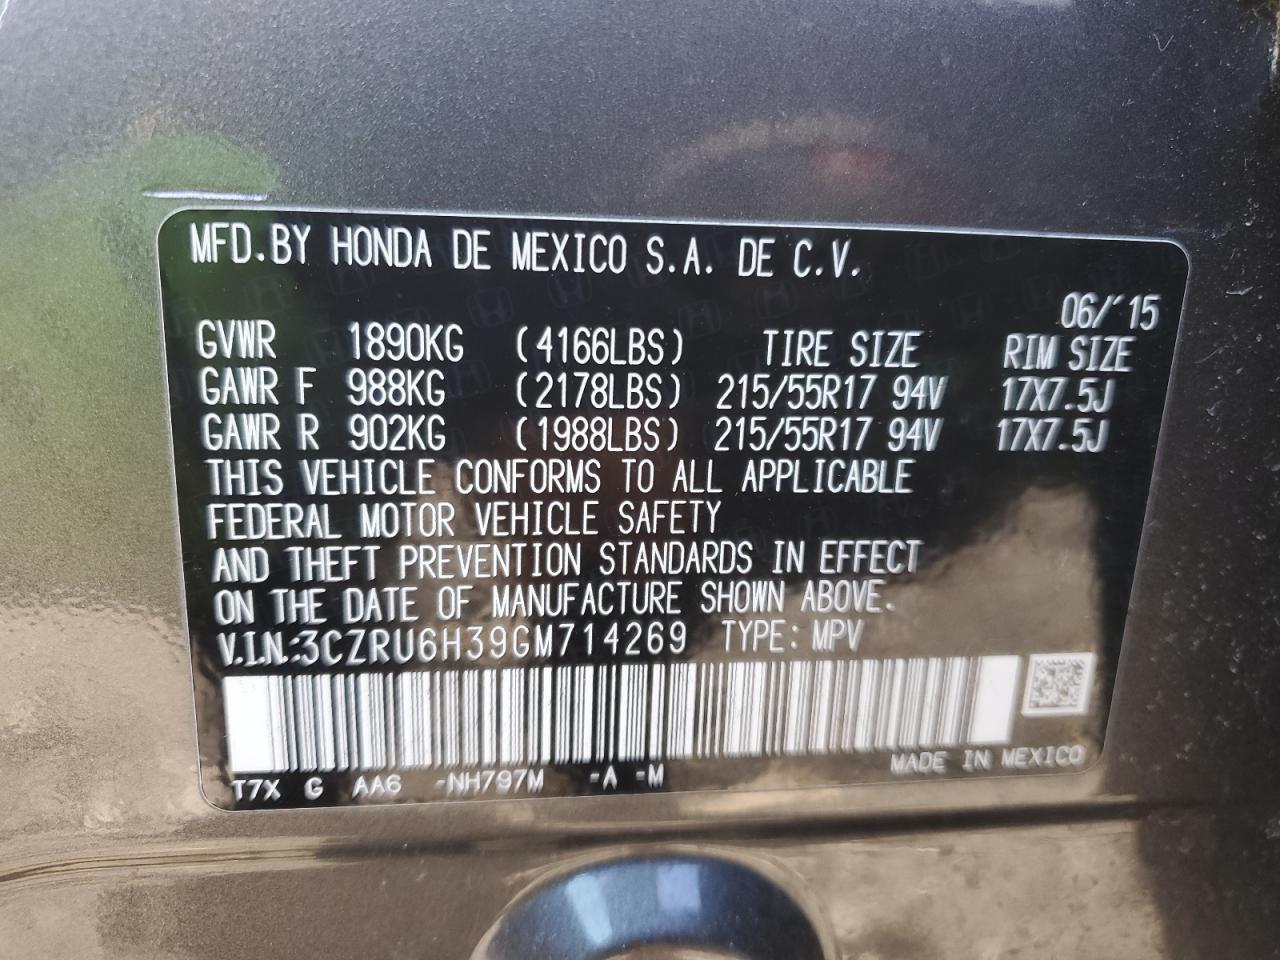 MFD.BY HONDA DE MEXICO S.A. DE C.V.
06/'15
GVWR 1890KG (4166LBS) TIRE SIZE RIM SIZE
GAWR F 988KG (2178LBS) 215/55R17 94V 17X7.5J
GAWR R 902KG (1988LBS) 215/55R17 94V 17X7.5J
THIS VEHICLE CONFORMS TO ALL APPLICABLE
FEDERAL MOTOR VEHICLE SAFETY
AND THEFT PREVENTION STANDARDS IN EFFECT
ON THE DATE OF MANUFACTURE SHOWN ABOVE.
V.I.N.:3CZRU6H39GM714269 TYPE: MPV
MADE IN MEXICO
T7X G AA6 -NH797M -A -M